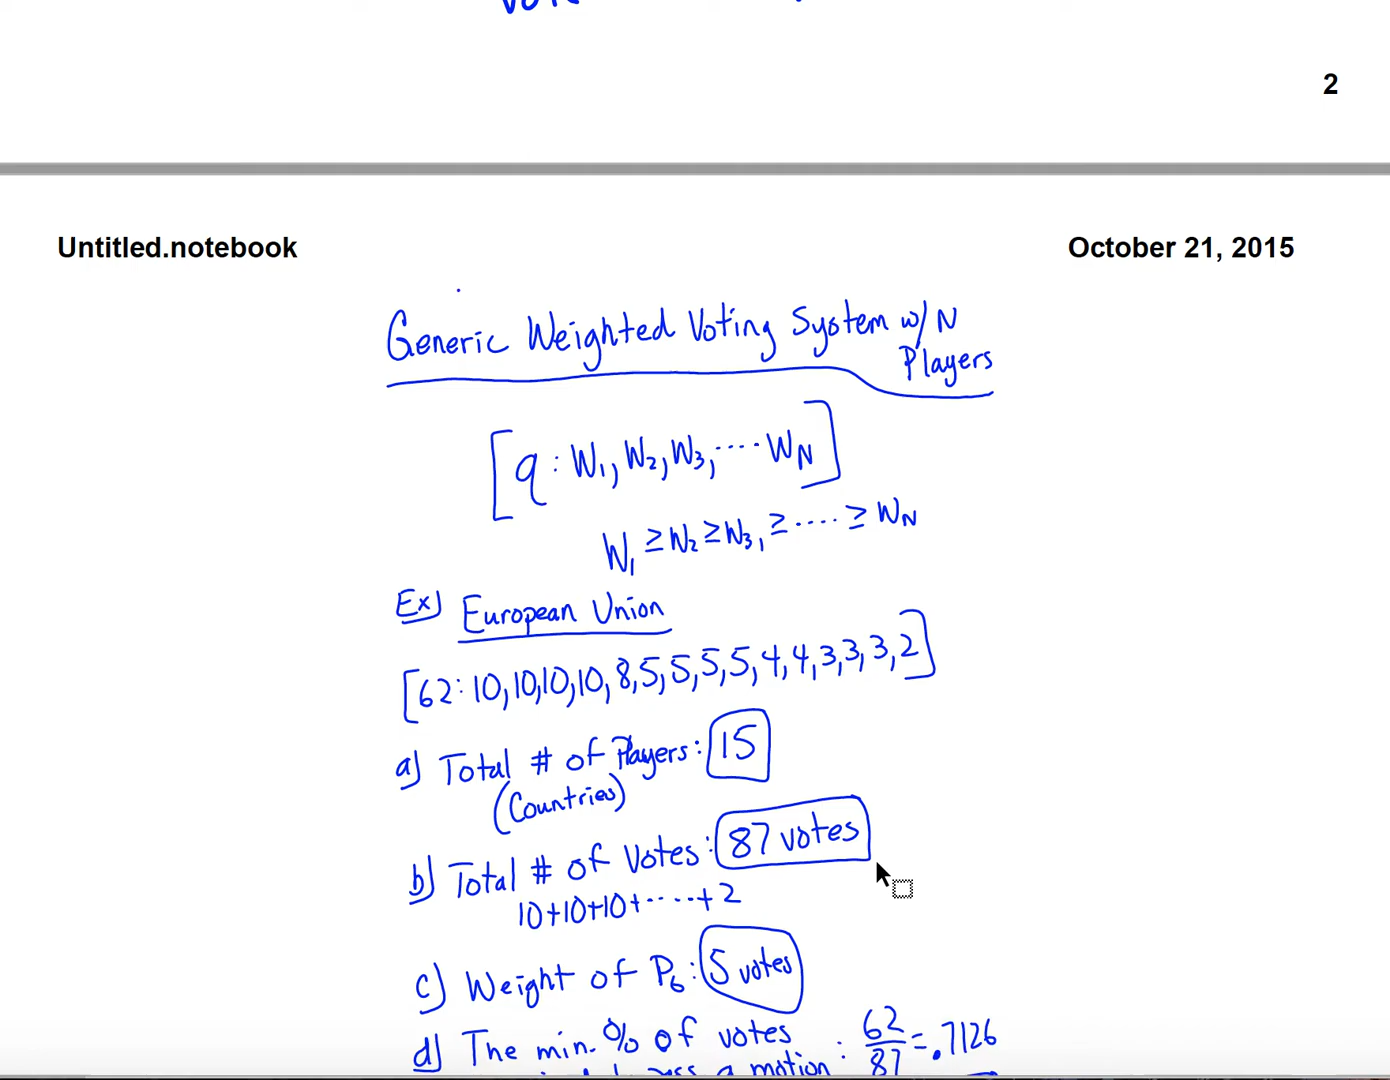 2
Untitled.notebook
October 21, 2015
Generic Weighted Voting System w/ N
Players
[q : W1, W2, W3, ···· WN]
W1 ≥ W2 ≥ W3, ≥ ···· ≥ WN
Ex) European Union
[62: 10, 10, 10, 10, 8, 5, 5, 5, 5, 4, 4, 3, 3, 3, 2]
a) Total # of Players: 15
(Countries)
b) Total # of Votes: 87 votes
10+10+10+·····+2
c) Weight of P6: 5 votes
d) The min. % of votes : 62/87 = .7126
a motion